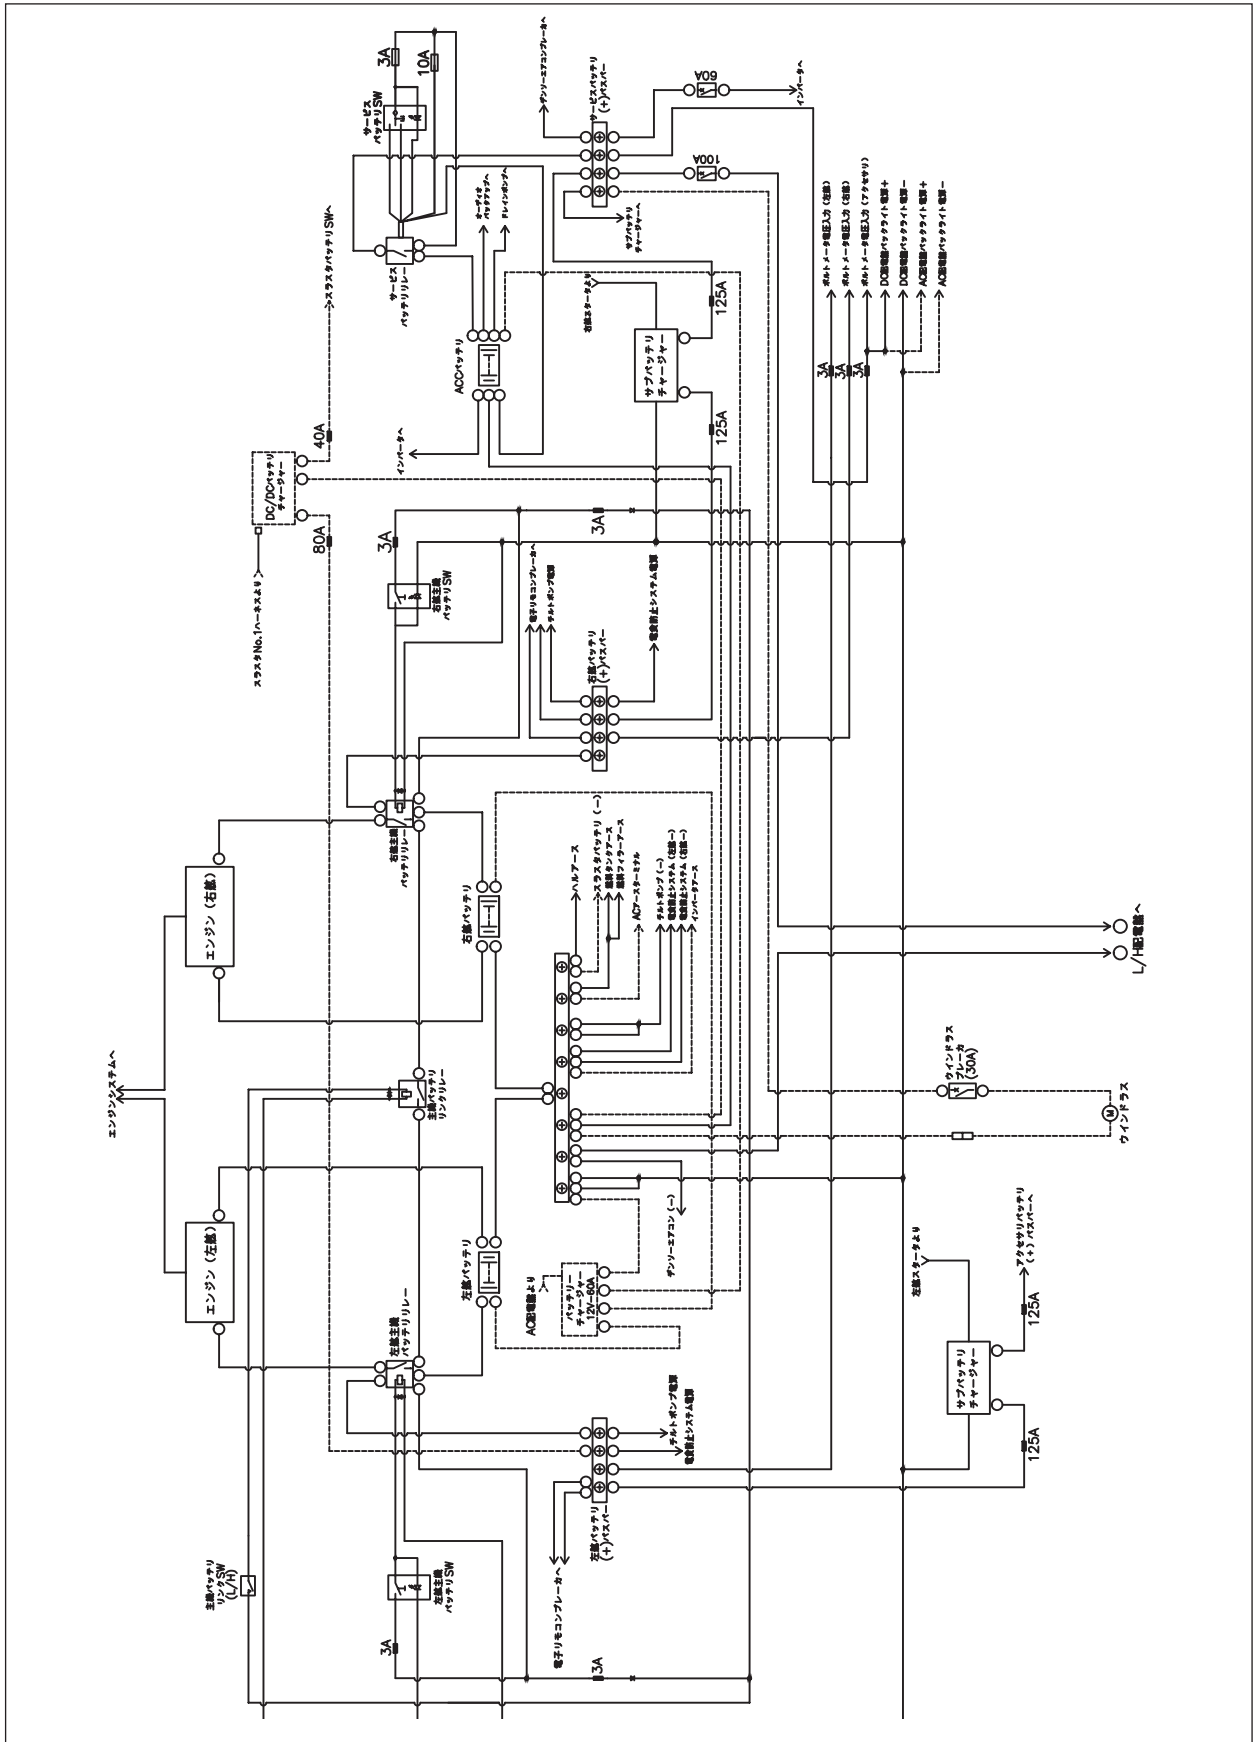 3A
10A
サービス
バッテリSW
デンソーエアコンブレーカへ
サービスバッテリ
(+)バスバー
60A
インバータへ
100A
スラスタバッテリSWへ
サービス
バッテリリレー
オーディオ
バックアップへ
ドレインポンプへ
サブバッテリ
チャージャーへ
右舷スタータより
ボルトメータ電圧入力(左舷)
ボルトメータ電圧入力(右舷)
ボルトメータ電圧入力(アクセサリ)
DC配電盤バックライト電源+
DC配電盤バックライト電源−
AC配電盤バックライト電源+
AC配電盤バックライト電源−
125A
ACCバッテリ
サブバッテリ
チャージャー
3A
3A
3A
40A
インバータへ
125A
DC/DCバッテリ
チャージャー
80A
3A
3A
スラスタNo.1ハーネスより
右舷主機
バッテリSW
電子リモコンブレーカへ
チルトポンプ電源
電食防止システム電源
右舷バッテリ
(+)バスバー
右舷主機
バッテリリレー
エンジン(右舷)
右舷バッテリ
ハルアース
スラスタバッテリ(−)
燃料タンクアース
燃料フィラーアース
ACアースターミナル
チルトポンプ(−)
電食防止システム(左舷−)
電食防止システム(右舷−)
インバータアース
L/H配電盤へ
エンジンシステムへ
主機バッテリ
リンクリレー
ウインドラス
ブレーカ
(30A)
M
ウインドラス
エンジン(左舷)
左舷バッテリ
デンソーエアコン(−)
AC配電盤より
バッテリー
チャージャー
12V-60A
左舷スタータより
アクセサリバッテリ
(+)バスバーへ
125A
左舷主機
バッテリリレー
サブバッテリ
チャージャー
チルトポンプ電源
電食防止システム電源
125A
左舷バッテリ
(+)バスバー
主機バッテリ
リンクSW
(L/H)
左舷主機
バッテリSW
電子リモコンブレーカへ
3A
3A